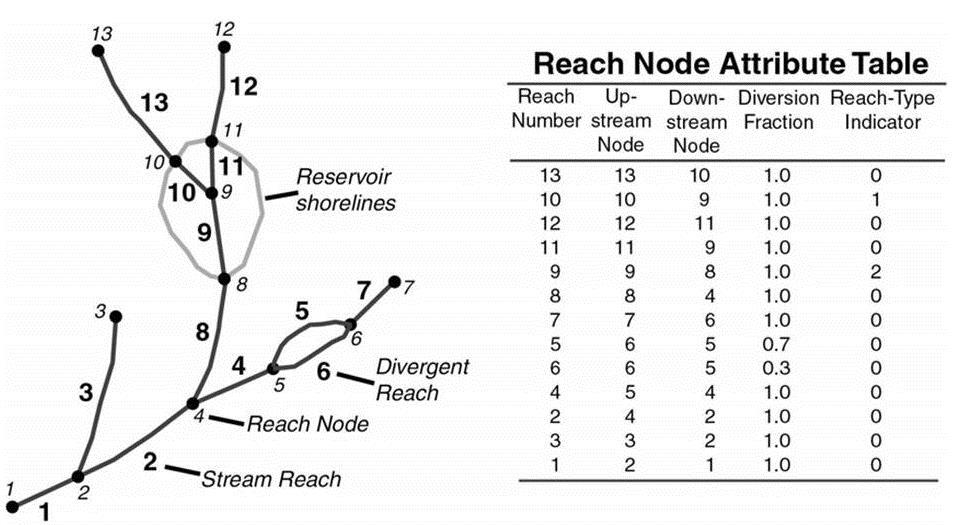 13
12
13
12
10
11
11
10
9
Reservoir
shorelines
9
8
7
7
3
5
6
8
4
5
6
Divergent
Reach
3
4
Reach Node
2
Stream Reach
1
2
1
Reach Node Attribute Table
Reach Up- Down- Diversion Reach-Type
Number stream stream Fraction Indicator
Node Node
13 13 10 1.0 0
10 10 9 1.0 1
12 12 11 1.0 0
11 11 9 1.0 0
9 9 8 1.0 2
8 8 4 1.0 0
7 7 6 1.0 0
5 6 5 0.7 0
6 6 5 0.3 0
4 5 4 1.0 0
2 4 2 1.0 0
3 3 2 1.0 0
1 2 1 1.0 0